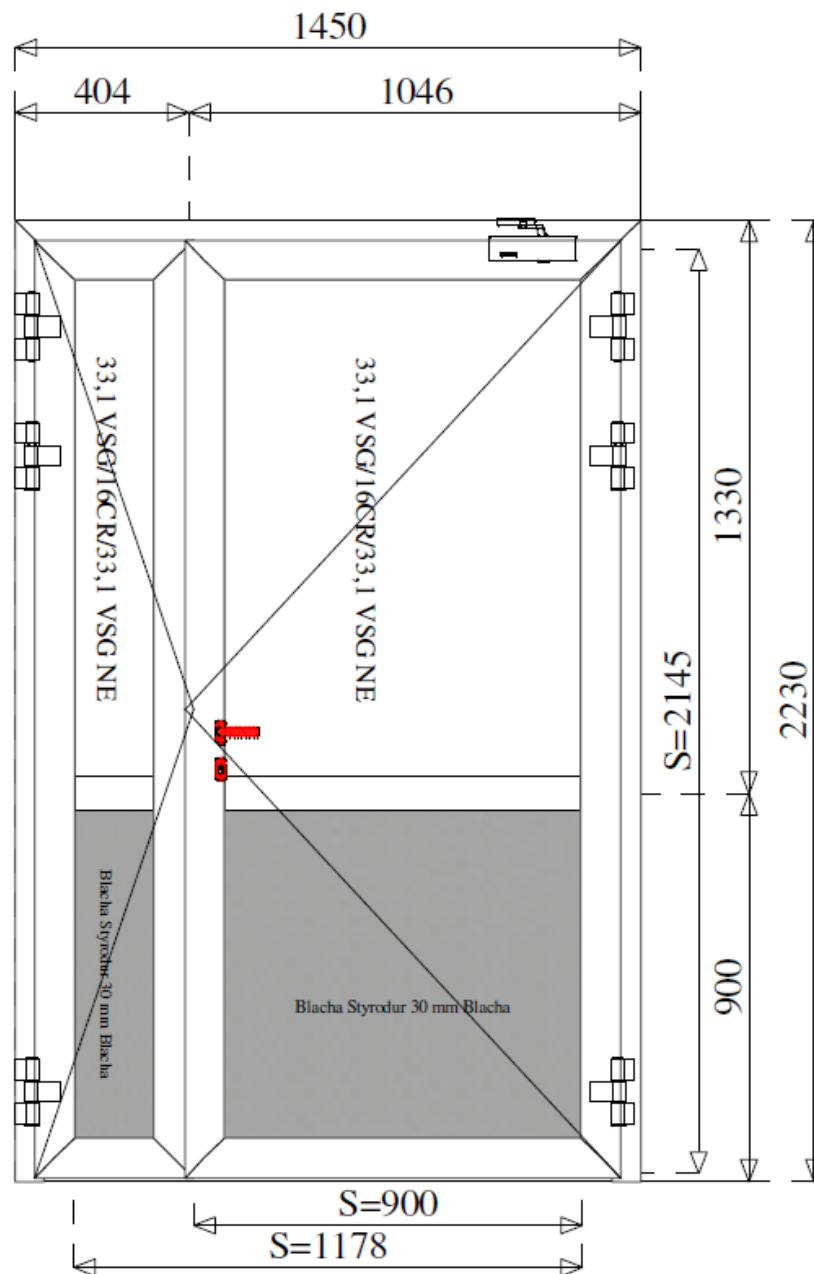 1450
404
1046
33,1 VSG/16CR/33,1 VSG NE
33,1 VSG/16CR/33,1 VSG NE
1330
S=2145
2230
Blacha Styrodur 30 mm Blacha
Blacha Styrodur 30 mm Blacha
900
S=900
S=1178